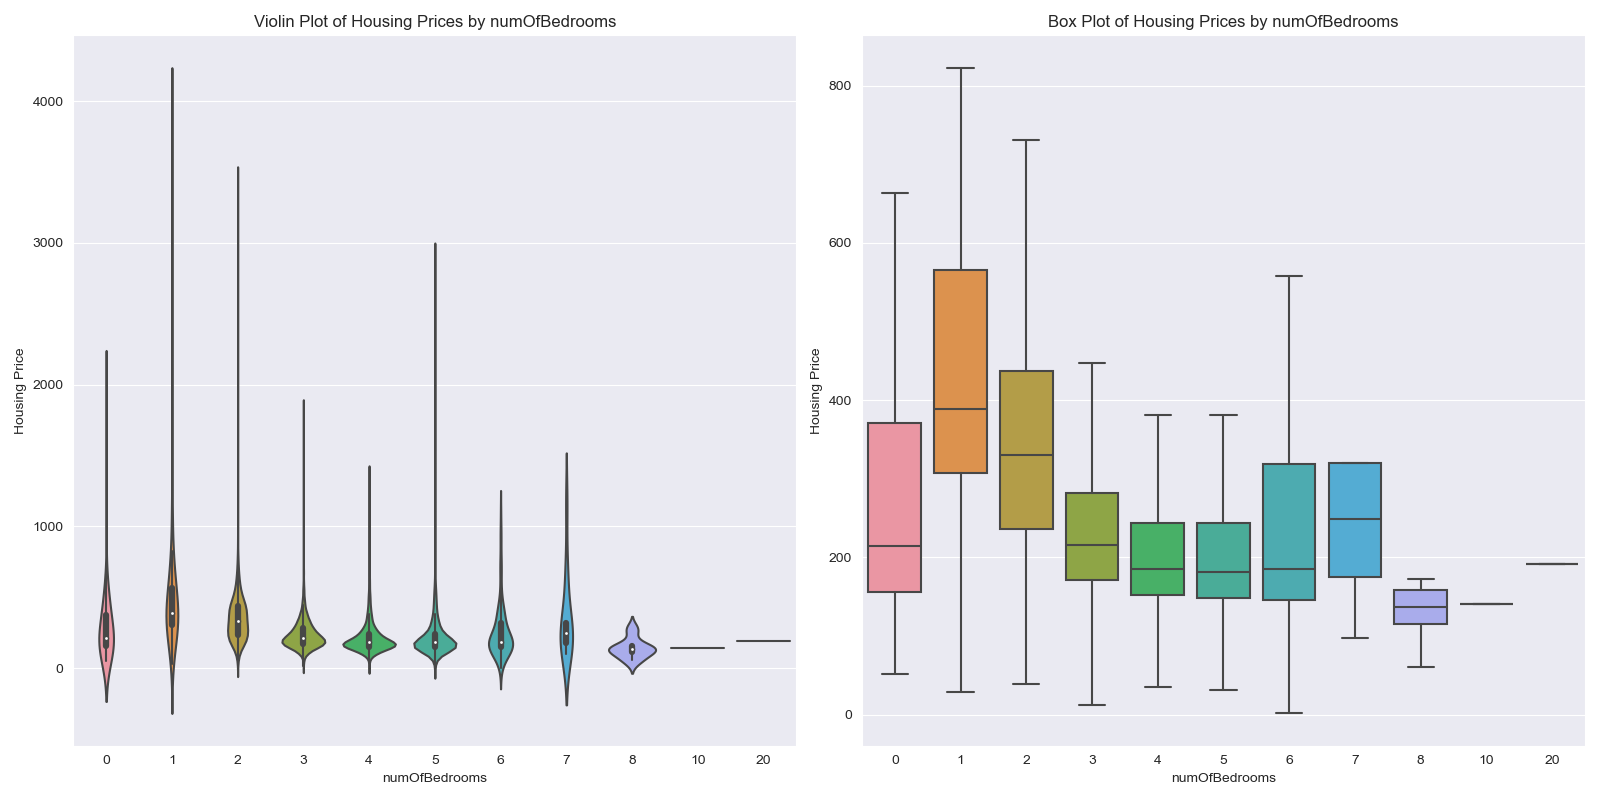 Violin Plot of Housing Prices by numOfBedrooms
Housing Price
4000
3000
2000
1000
0
0 1 2 3 4 5 6 7 8 10 20
numOfBedrooms
Box Plot of Housing Prices by numOfBedrooms
Housing Price
800
600
400
200
0
0 1 2 3 4 5 6 7 8 10 20
numOfBedrooms